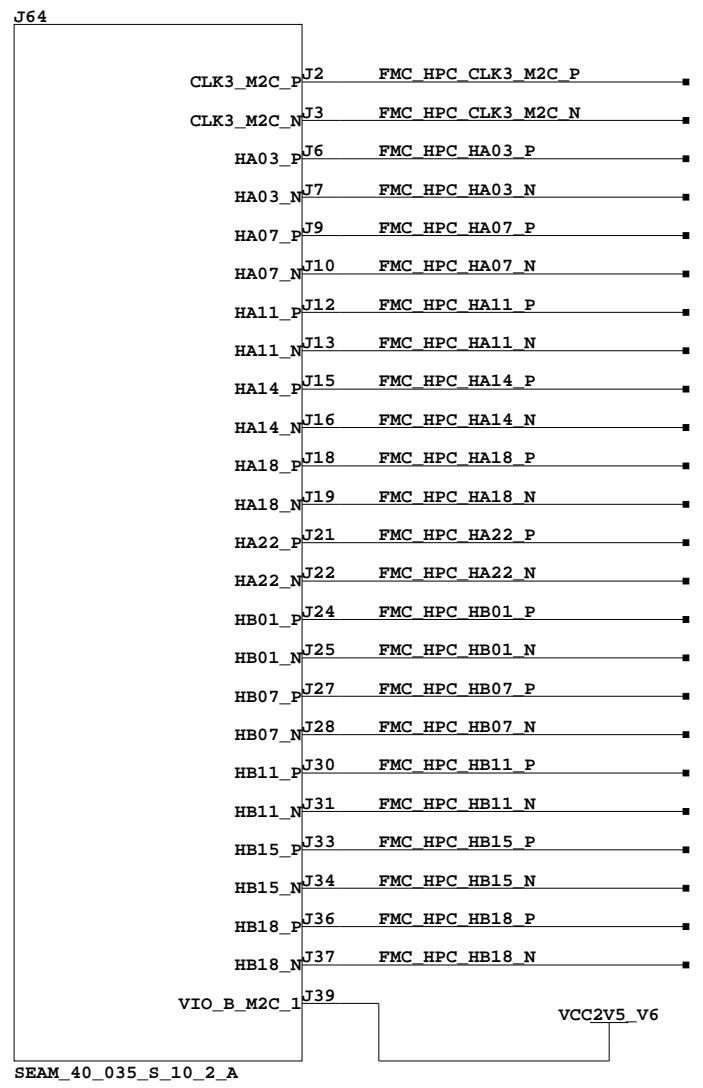 J64
CLK3_M2C_P J2 FMC_HPC_CLK3_M2C_P
CLK3_M2C_N J3 FMC_HPC_CLK3_M2C_N
HA03_P J6 FMC_HPC_HA03_P
HA03_N J7 FMC_HPC_HA03_N
HA07_P J9 FMC_HPC_HA07_P
HA07_N J10 FMC_HPC_HA07_N
HA11_P J12 FMC_HPC_HA11_P
HA11_N J13 FMC_HPC_HA11_N
HA14_P J15 FMC_HPC_HA14_P
HA14_N J16 FMC_HPC_HA14_N
HA18_P J18 FMC_HPC_HA18_P
HA18_N J19 FMC_HPC_HA18_N
HA22_P J21 FMC_HPC_HA22_P
HA22_N J22 FMC_HPC_HA22_N
HB01_P J24 FMC_HPC_HB01_P
HB01_N J25 FMC_HPC_HB01_N
HB07_P J27 FMC_HPC_HB07_P
HB07_N J28 FMC_HPC_HB07_N
HB11_P J30 FMC_HPC_HB11_P
HB11_N J31 FMC_HPC_HB11_N
HB15_P J33 FMC_HPC_HB15_P
HB15_N J34 FMC_HPC_HB15_N
HB18_P J36 FMC_HPC_HB18_P
HB18_N J37 FMC_HPC_HB18_N
VIO_B_M2C_1 J39
VCC2V5_V6
SEAM_40_035_S_10_2_A